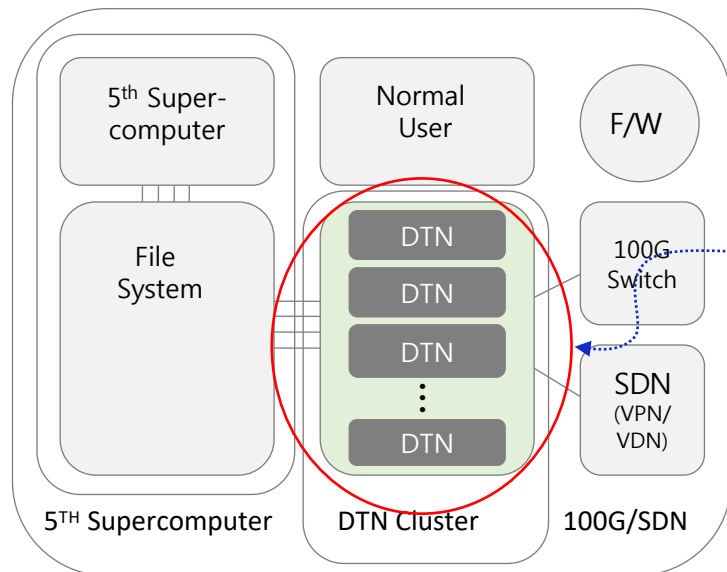 5th Super-
computer
File
System
5TH Supercomputer
Normal
User
DTN
DTN
DTN
DTN
DTN Cluster
F/W
100G
Switch
SDN
(VPN/
VDN)
100G/SDN